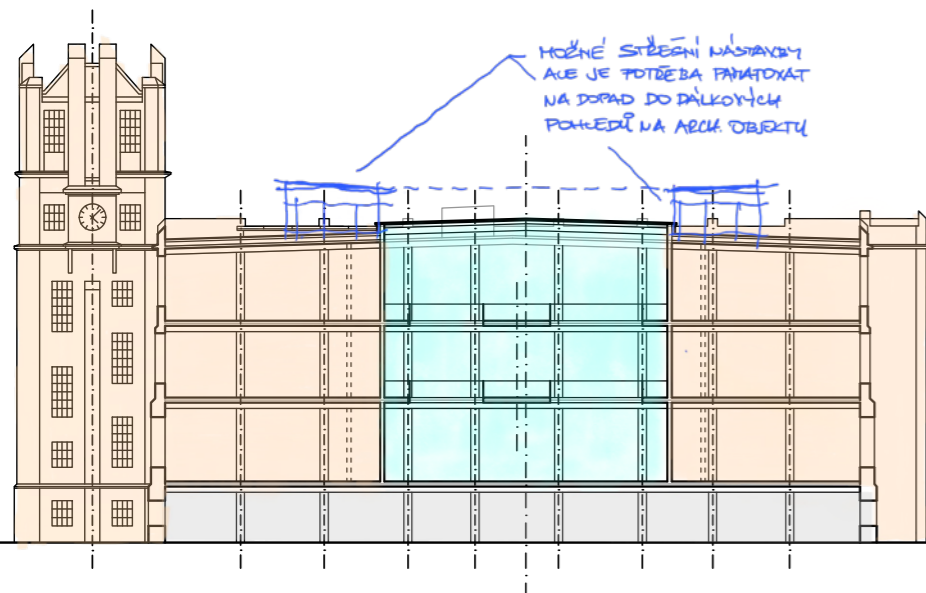 MOŽNÉ STŘEŠNÍ NÁSTAVBY
ALE JE POTŘEBA PAMATOVAT
NA DOPAD DO DÁLKOVÝCH
POHLEDŮ NA ARCH. OBJEKTU